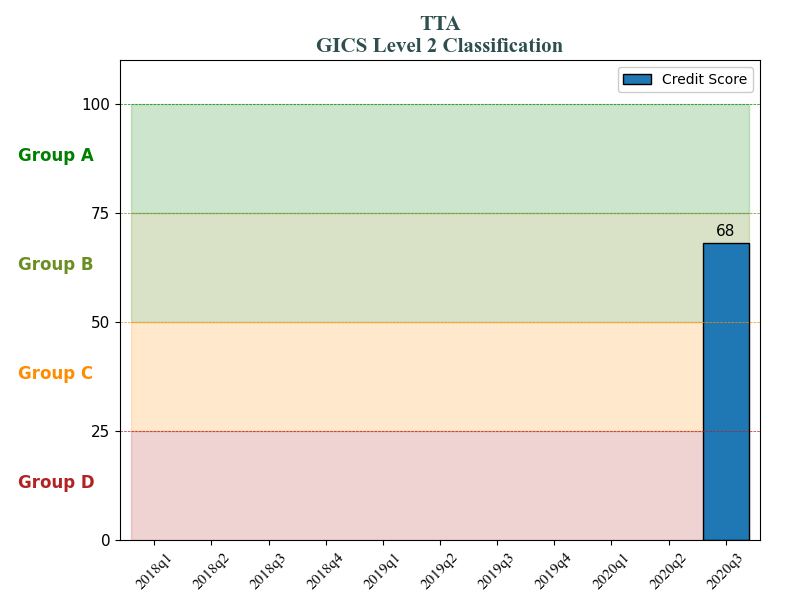 TTA
GICS Level 2 Classification
Credit Score
100
Group A
75
68
Group B
50
Group C
25
Group D
0
2018q1 2018q2 2018q3 2018q4 2019q1 2019q2 2019q3 2019q4 2020q1 2020q2 2020q3